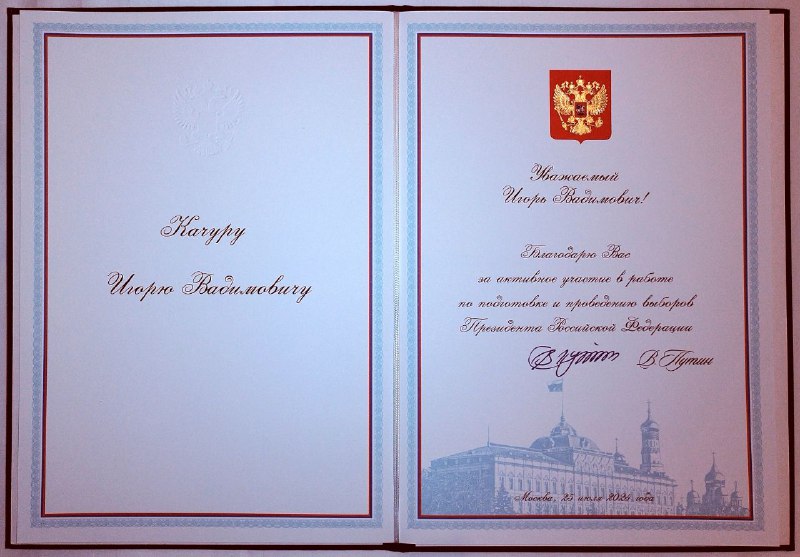 Качуру
Игорю Вадимовичу
Уважаемый
Игорь Вадимович!
Благодарю Вас
за активное участие в работе
по подготовке и проведению выборов
Президента Российской Федерации
В Путин
Москва, 25 июля 2024 года